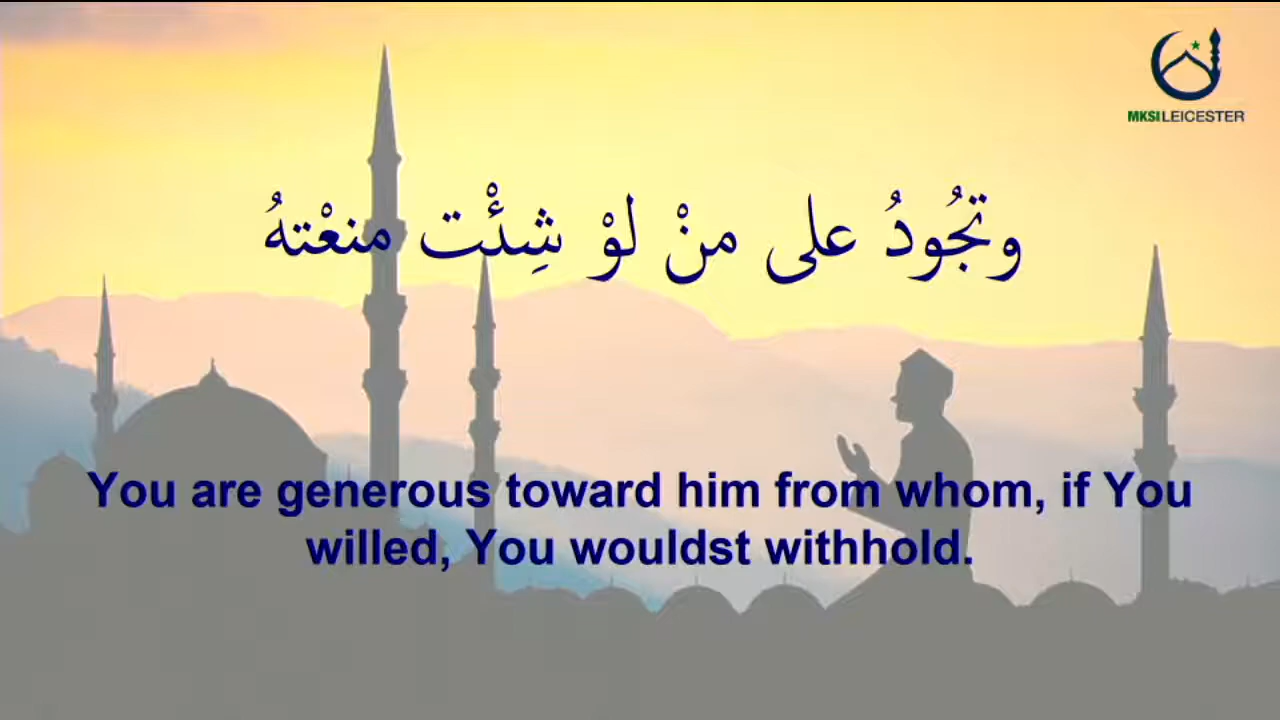 MKSI LEICESTER
وتجُودُ على منْ لوْ شِئْت منعْتهُ
You are generous toward him from whom, if You
willed, You wouldst withhold.